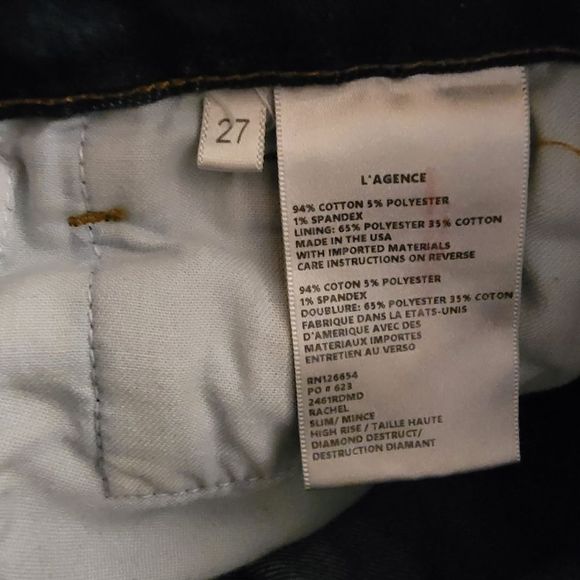 27
L'AGENCE
94% COTTON 5% POLYESTER
1% SPANDEX
LINING: 65% POLYESTER 35% COTTON
MADE IN THE USA
WITH IMPORTED MATERIALS
CARE INSTRUCTIONS ON REVERSE
94% COTON 5% POLYESTER
1% SPANDEX
DOUBLURE: 65% POLYESTER 35% COTON
FABRIQUE DANS LA ETATS-UNIS
D'AMERIQUE AVEC DES
MATERIAUX IMPORTES
ENTRETIEN AU VERSO
RN126654
PO # 623
2461RDMD
RACHEL
SLIM/ MINCE
HIGH RISE / TAILLE HAUTE
DIAMOND DESTRUCT/
DESTRUCTION DIAMANT